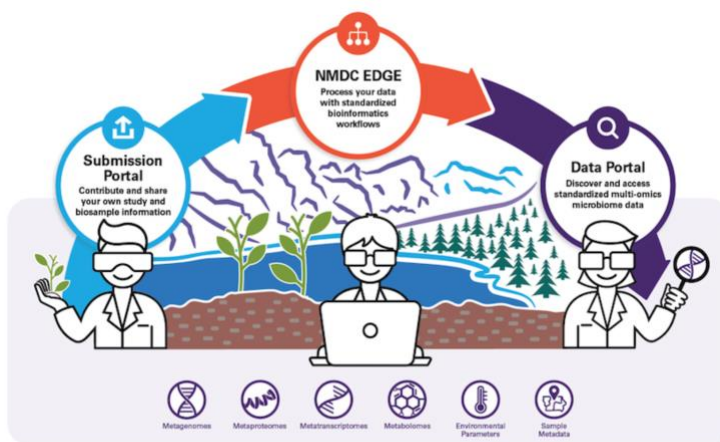 NMDC EDGE
Process your data
with standardized
bioinformatics
workflows
Submission
Portal
Contribute and share
your own study and
biosample information
Data Portal
Discover and access
standardized multi-omics
microbiome data
Metagenomes
Metaproteomes
Metatranscriptomes
Metabolomes
Environmental
Parameters
Sample
Metadata